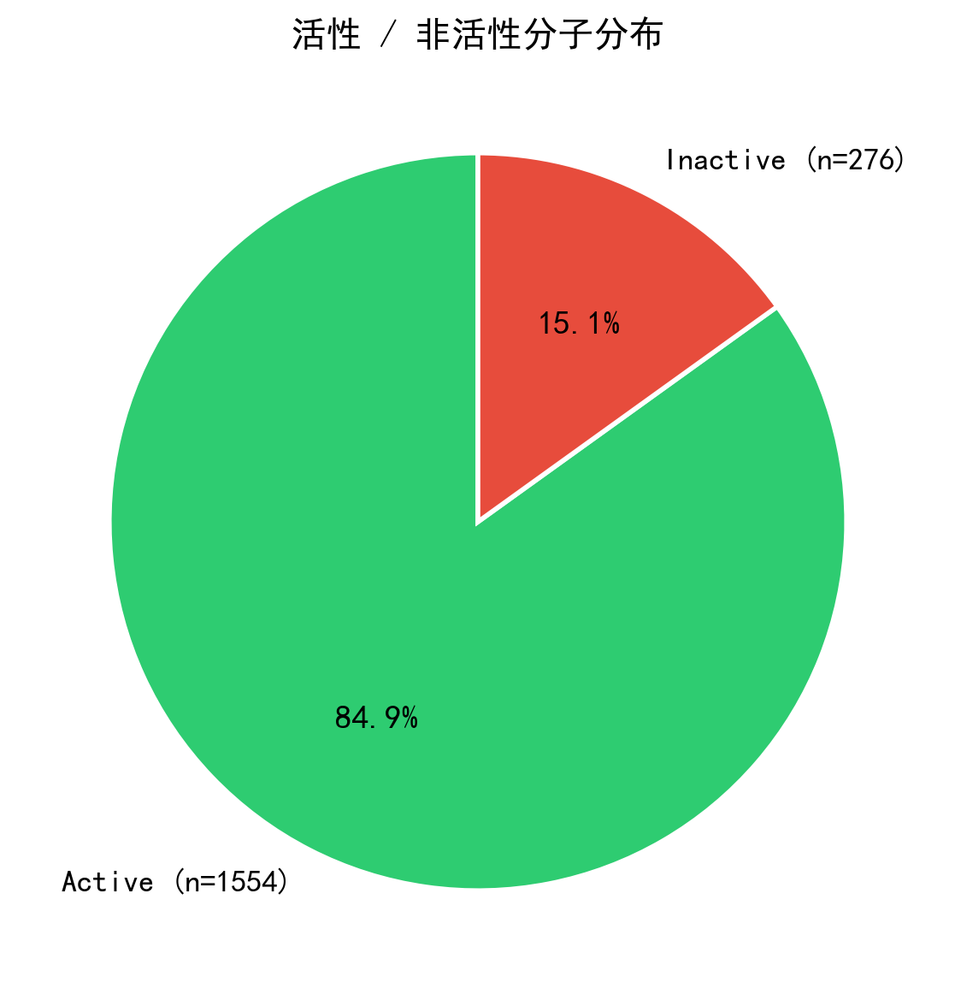 活性 / 非活性分子分布
Inactive (n=276)
15.1%
84.9%
Active (n=1554)